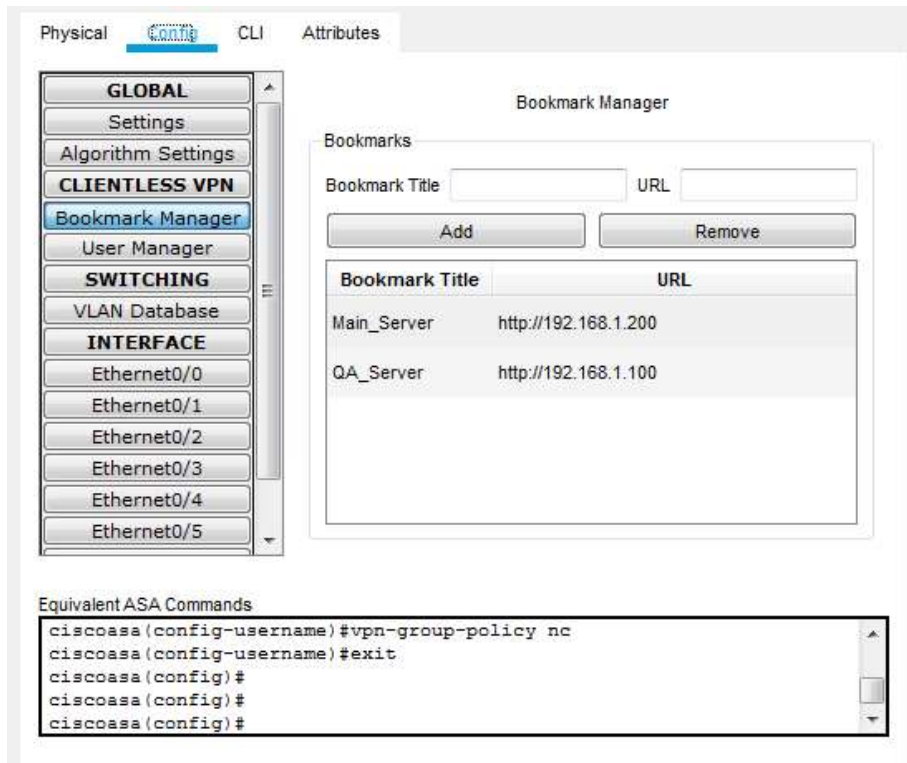 Physical Config CLI Attributes
GLOBAL
Settings
Algorithm Settings
CLIENTLESS VPN
Bookmark Manager
User Manager
SWITCHING
VLAN Database
INTERFACE
Ethernet0/0
Ethernet0/1
Ethernet0/2
Ethernet0/3
Ethernet0/4
Ethernet0/5
Bookmark Manager
Bookmarks
Bookmark Title URL
Add Remove
Bookmark Title URL
Main_Server http://192.168.1.200
QA_Server http://192.168.1.100
Equivalent ASA Commands
ciscoasa(config-username)#vpn-group-policy nc
ciscoasa(config-username)#exit
ciscoasa(config)#
ciscoasa(config)#
ciscoasa(config)#